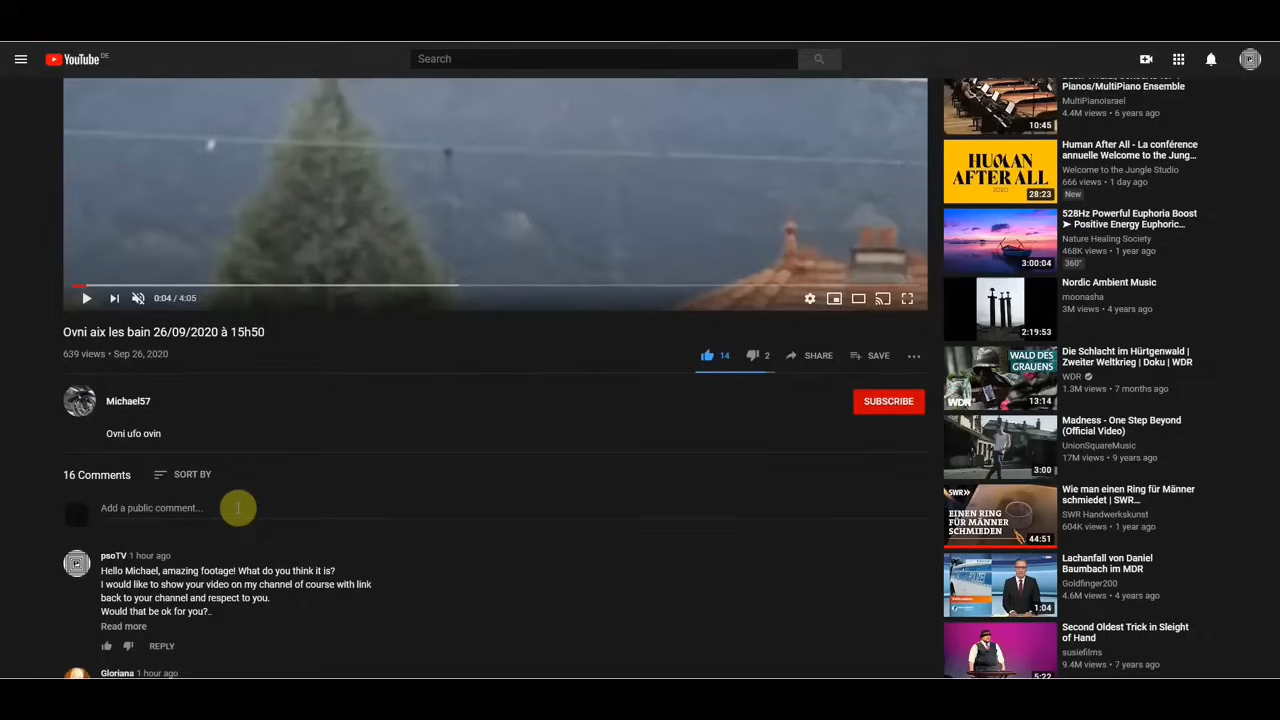 YouTube DE
Search
0:04 / 4:05
Ovni aix les bain 26/09/2020 à 15h50
639 views • Sep 26, 2020
14
2
SHARE
SAVE
Michael57
SUBSCRIBE
Ovni ufo ovin
16 Comments
SORT BY
Add a public comment...
psoTV 1 hour ago
Hello Michael, amazing footage! What do you think it is?
I would like to show your video on my channel of course with link
back to your channel and respect to you.
Would that be ok for you?..
Read more
REPLY
Gloriana 1 hour ago
10:45
Pianos/MultiPiano Ensemble
MultiPianoIsrael
4.4M views • 6 years ago
HUMAN
AFTER ALL
2020
28:23
Human After All - La conférence
annuelle Welcome to the Jung...
Welcome to the Jungle Studio
666 views • 1 day ago
New
3:00:04
528Hz Powerful Euphoria Boost
➤ Positive Energy Euphoric...
Nature Healing Society
468K views • 1 year ago
360°
2:19:53
Nordic Ambient Music
moonasha
3M views • 4 years ago
WALD DES
GRAUENS
WDR
13:14
Die Schlacht im Hürtgenwald |
Zweiter Weltkrieg | Doku | WDR
WDR
1.3M views • 7 months ago
3:00
Madness - One Step Beyond
(Official Video)
UnionSquareMusic
17M views • 9 years ago
SWR»
EINEN RING
FÜR MÄNNER
SCHMIEDEN
44:51
Wie man einen Ring für Männer
schmiedet | SWR...
SWR Handwerkskunst
604K views • 1 year ago
1:04
Lachanfall von Daniel
Baumbach im MDR
Goldfinger200
4.6M views • 4 years ago
5:22
Second Oldest Trick in Sleight
of Hand
susiefilms
9.4M views • 7 years ago